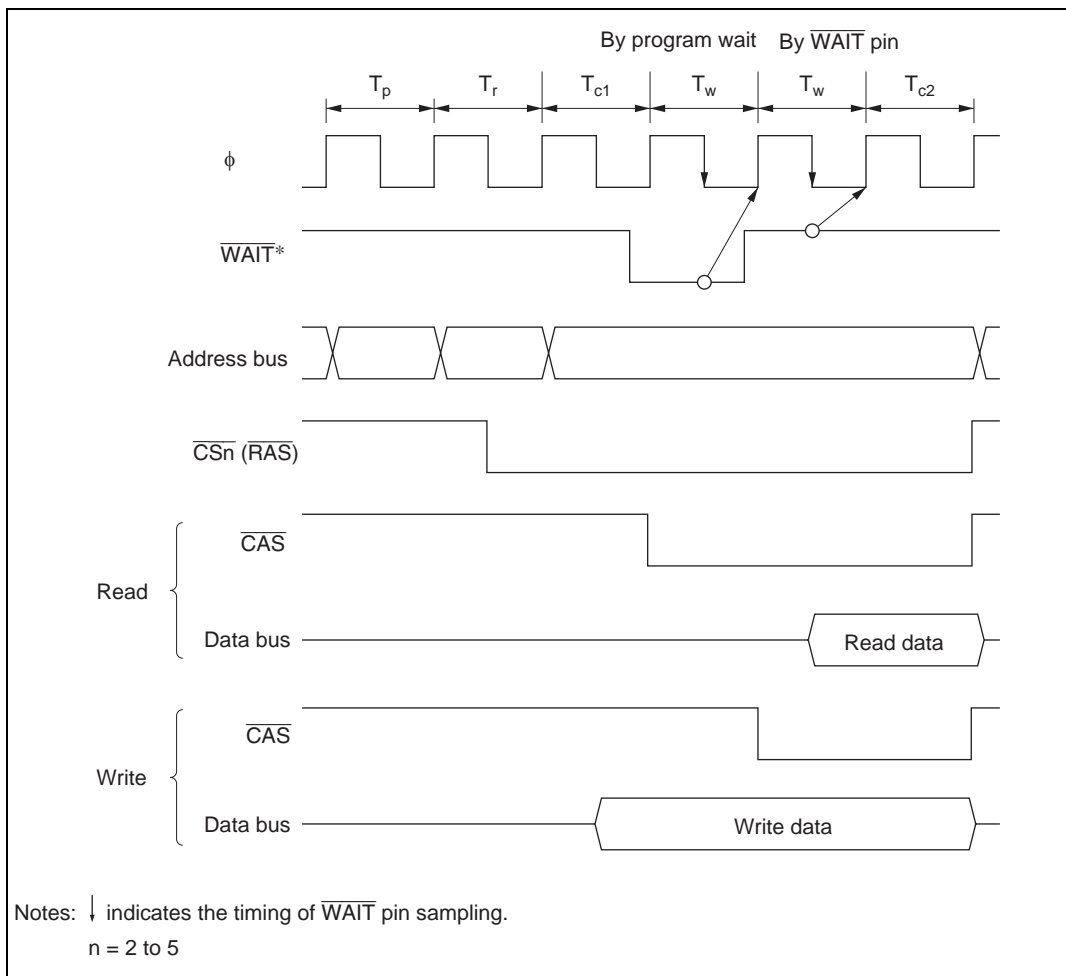 By program wait By WAIT pin
Tp Tr Tc1 Tw Tw Tc2
ϕ
WAIT*
Address bus
CSn (RAS)
CAS
Read
Data bus Read data
CAS
Write
Data bus Write data
Notes: ↓ indicates the timing of WAIT pin sampling.
n = 2 to 5